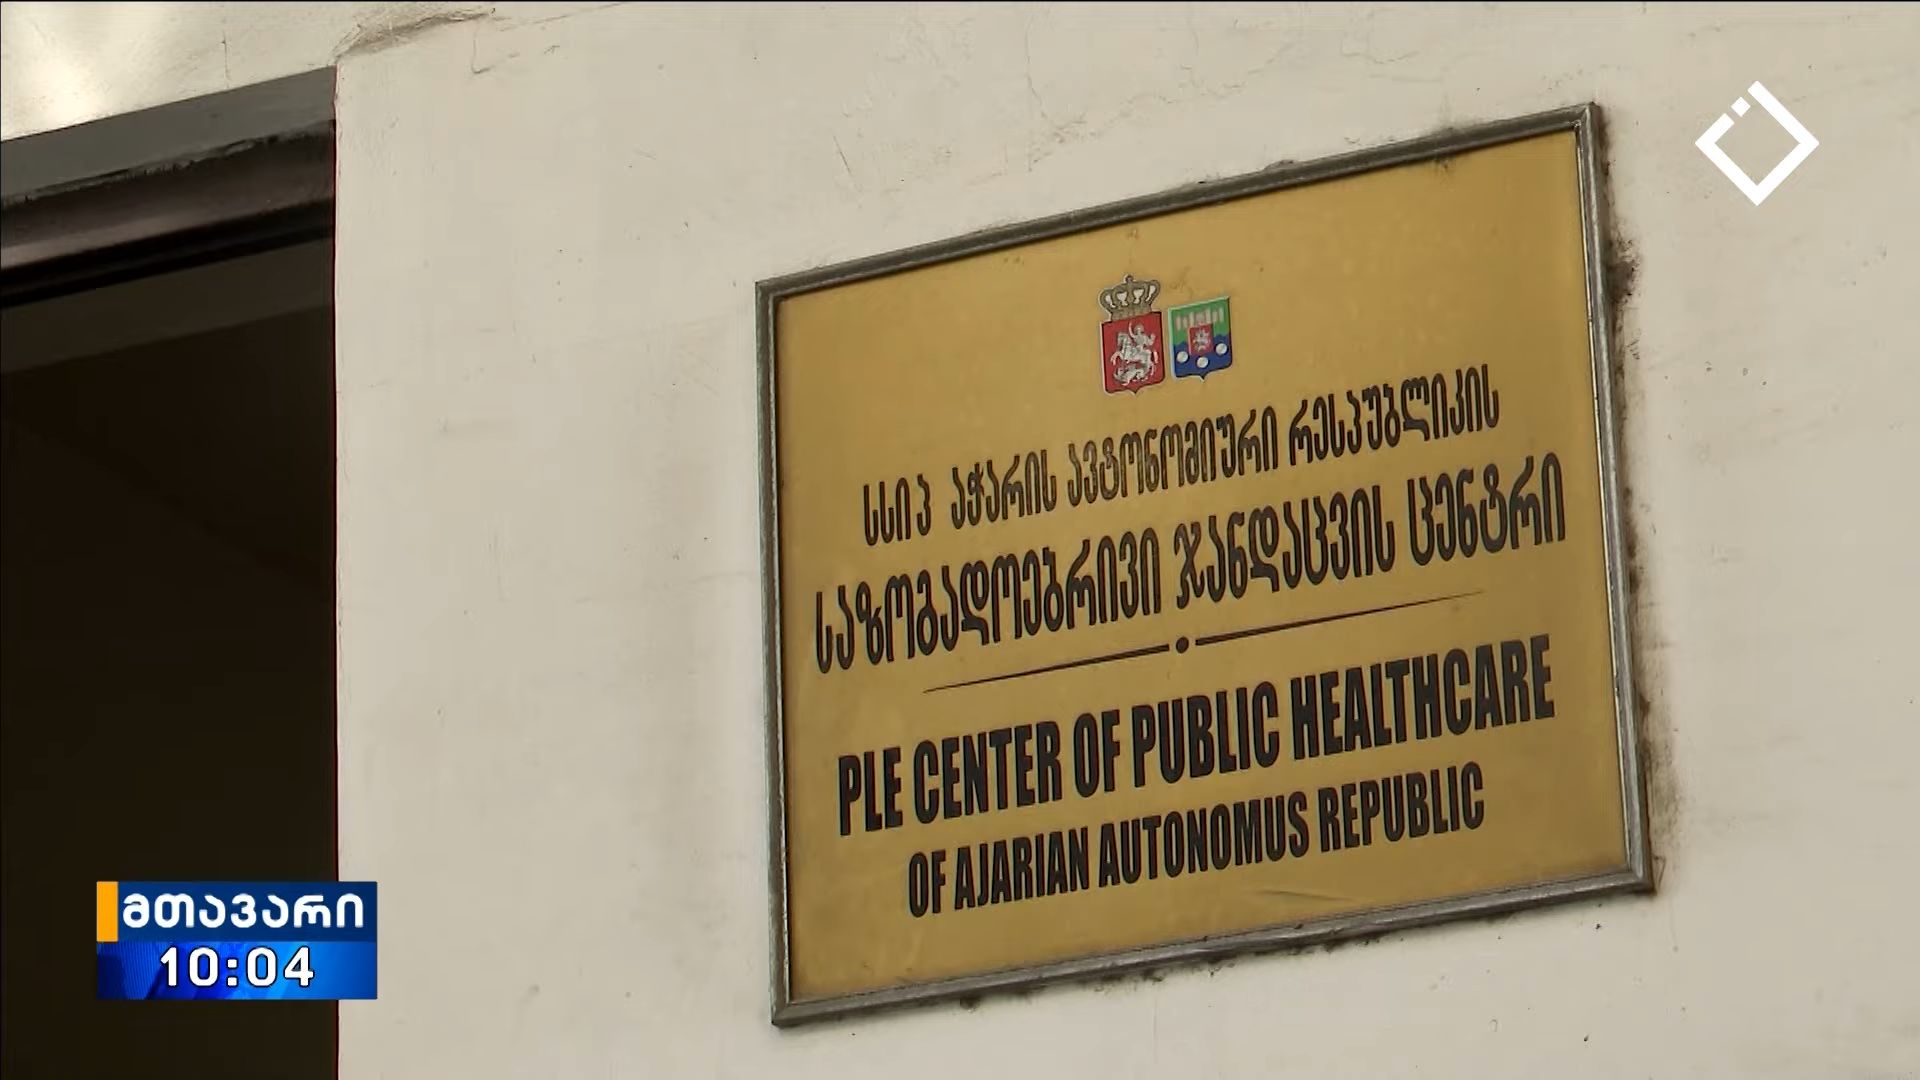 სსიპ აჭარის ავტონომიური რესპუბლიკის
საზოგადოებრივი ჯანდაცვის ცენტრი
PLE CENTER OF PUBLIC HEALTHCARE
OF AJARIAN AUTONOMUS REPUBLIC
მთავარი
10:04